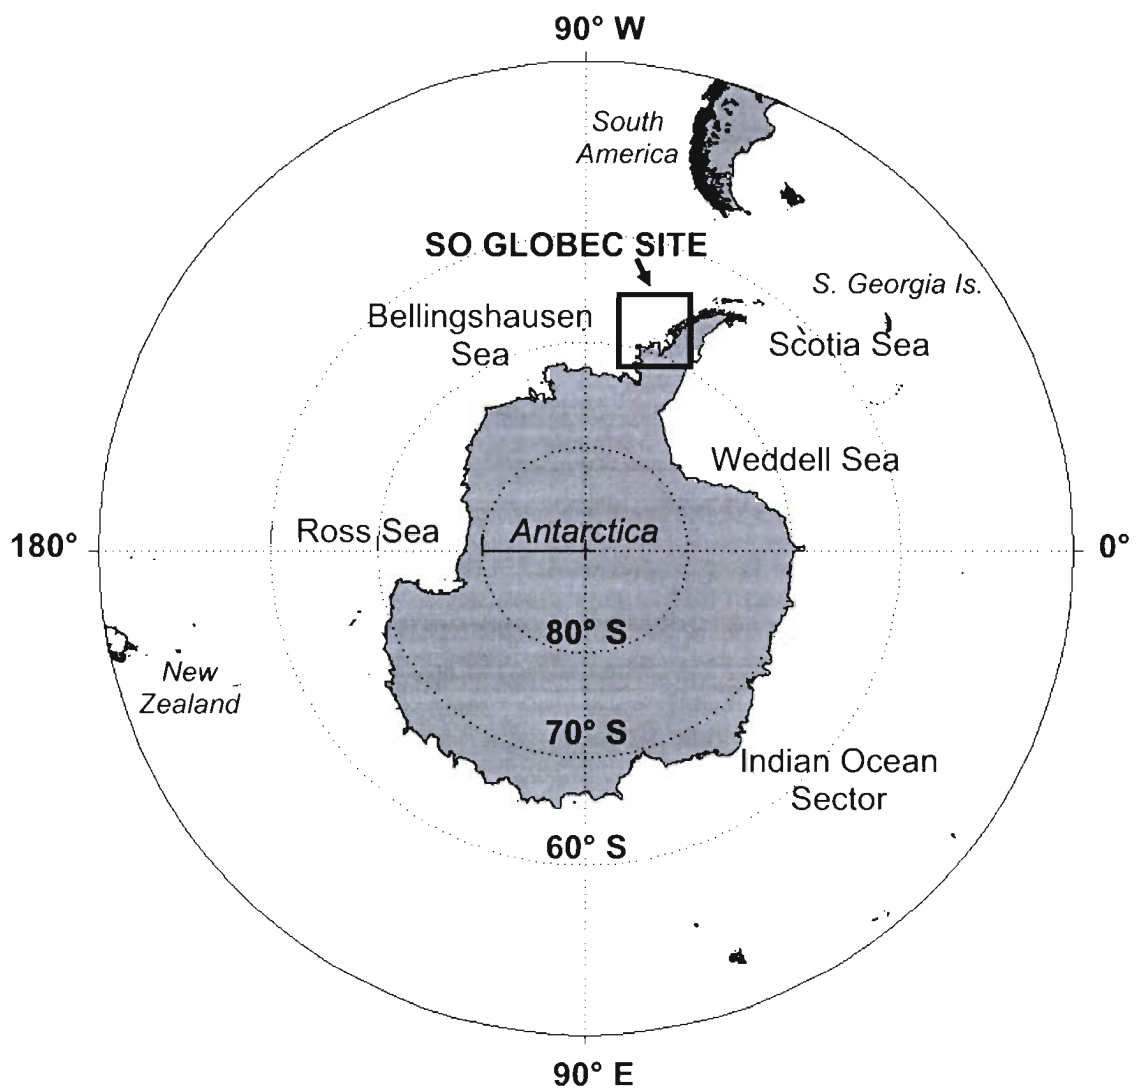 90° W
South
America
SO GLOBEC SITE
S. Georgia Is.
Bellingshausen
Sea
Scotia Sea
Weddell Sea
Ross Sea
Antarctica
180°
0°
80° S
New
Zealand
70° S
Indian Ocean
Sector
60° S
90° E